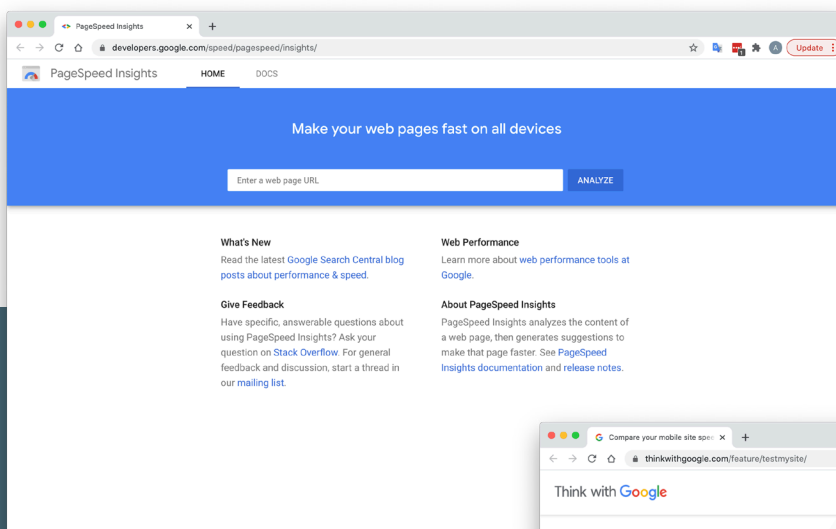 PageSpeed Insights
developers.google.com/speed/pagespeed/insights/
1
A
Update
PageSpeed Insights
HOME
DOCS
Make your web pages fast on all devices
Enter a web page URL
ANALYZE
What's New
Read the latest Google Search Central blog
posts about performance & speed.
Web Performance
Learn more about web performance tools at
Google.
Give Feedback
Have specific, answerable questions about
using PageSpeed Insights? Ask your
question on Stack Overflow. For general
feedback and discussion, start a thread in
our mailing list.
About PageSpeed Insights
PageSpeed Insights analyzes the content of
a web page, then generates suggestions to
make that page faster. See PageSpeed
Insights documentation and release notes.
G Compare your mobile site spee
thinkwithgoogle.com/feature/testmysite/
Think with Google